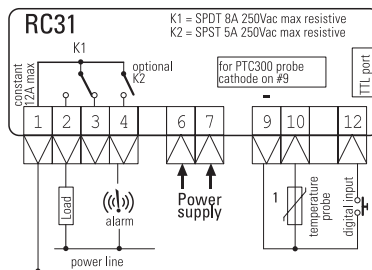 RC31
K1 = SPDT 8A 250Vac max resistive
K2 = SPST 5A 250Vac max resistive
K1
optional
K2
constant
12A max
for PTC300 probe
cathode on #9
TTL port
1 2 3 4 6 7 9 10 12
Load
alarm
Power
supply
1
temperature
probe
digital input
power line